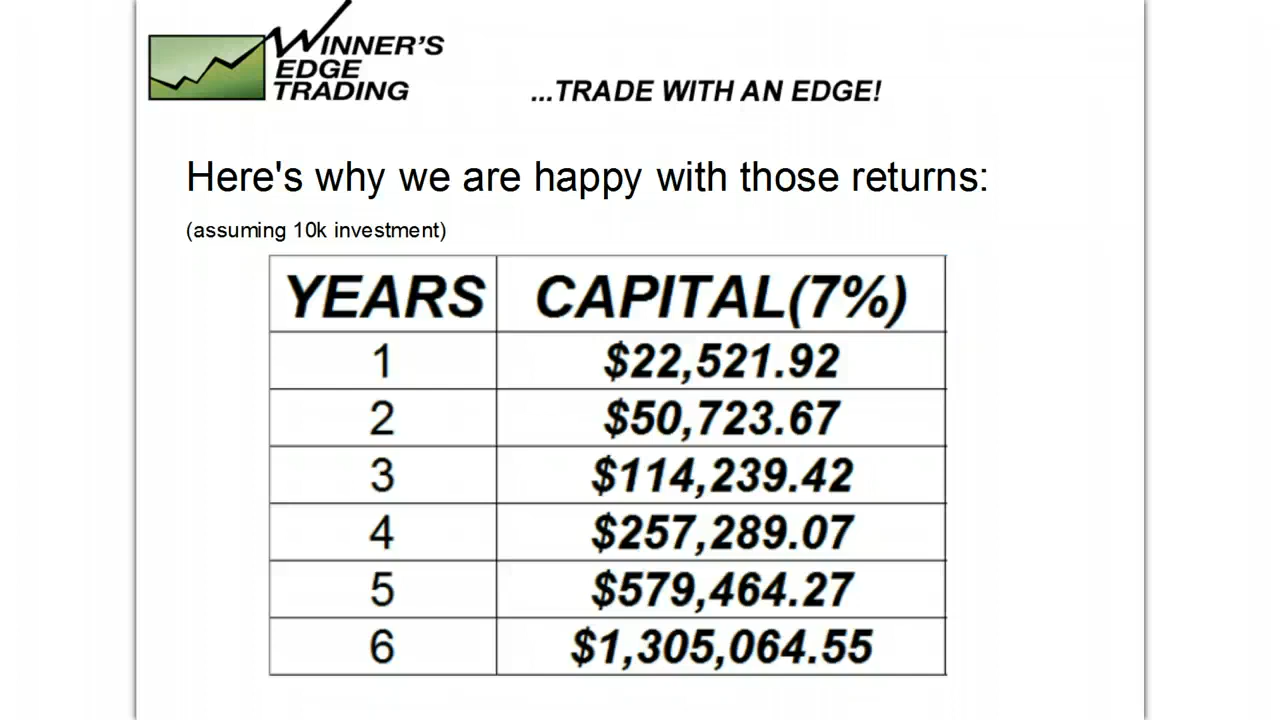 WINNER'S
EDGE
TRADING
...TRADE WITH AN EDGE!
Here's why we are happy with those returns:
(assuming 10k investment)
YEARS CAPITAL(7%)
1 $22,521.92
2 $50,723.67
3 $114,239.42
4 $257,289.07
5 $579,464.27
6 $1,305,064.55